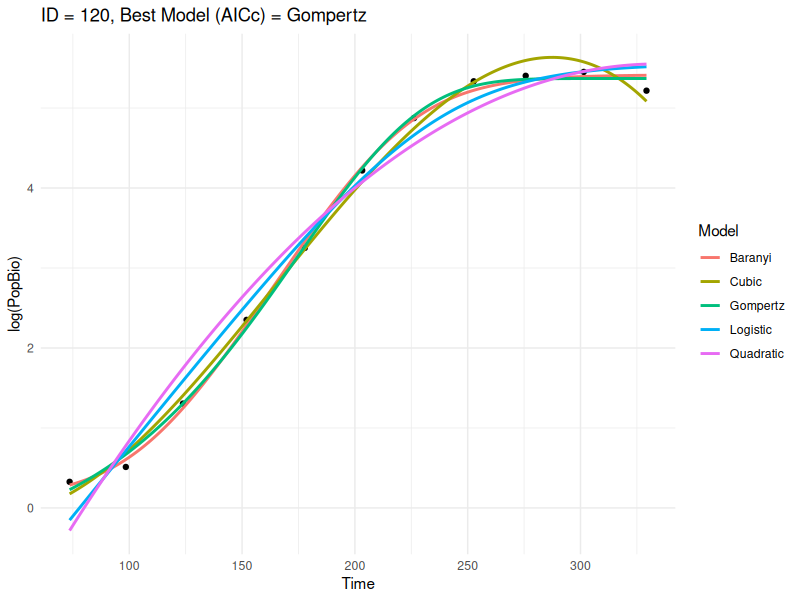 ID = 120, Best Model (AICc) = Gompertz
log(PopBio)
4
2
0
100
150
200
250
300
Time
Model
Baranyi
Cubic
Gompertz
Logistic
Quadratic